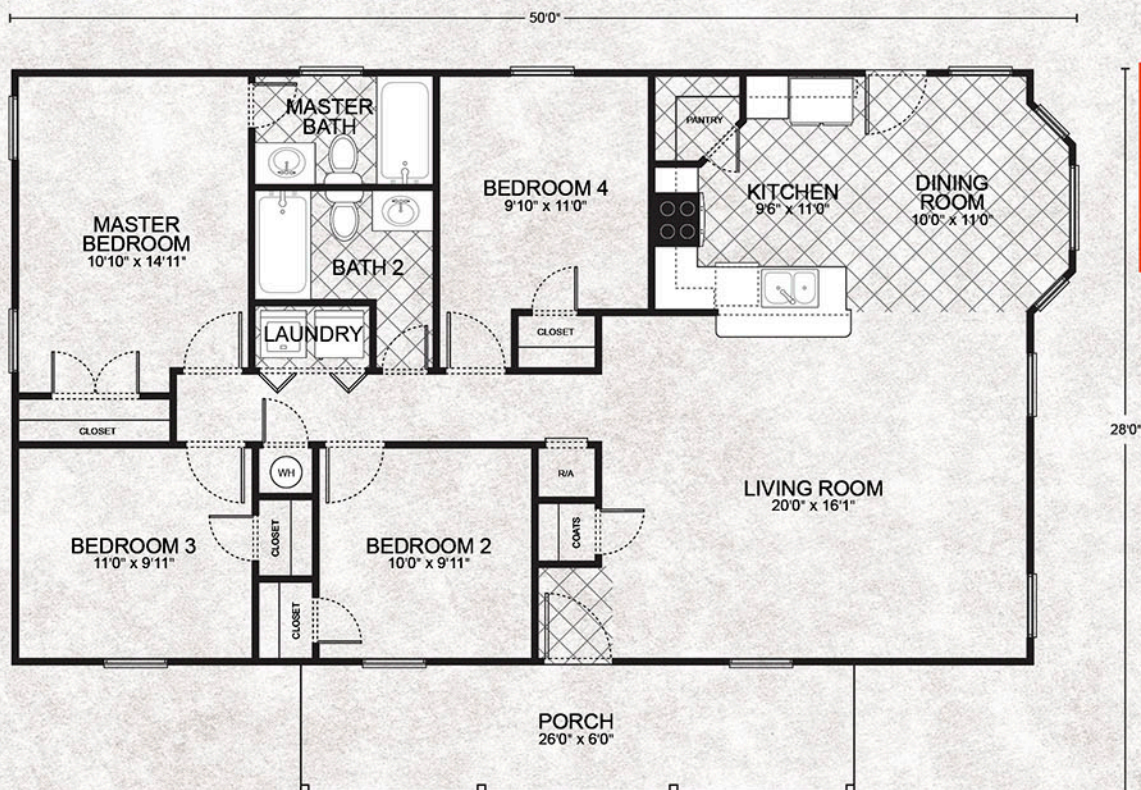 50'0"
MASTER
BATH
PANTRY
BEDROOM 4
9'10" x 11'0"
KITCHEN
9'6" x 11'0"
DINING
ROOM
10'0" x 11'0"
MASTER
BEDROOM
10'10" x 14'11"
BATH 2
LAUNDRY
CLOSET
CLOSET
28'0"
WH
R/A
LIVING ROOM
20'0" x 16'1"
BEDROOM 3
11'0" x 9'11"
CLOSET
BEDROOM 2
10'0" x 9'11"
COATS
CLOSET
PORCH
26'0" x 6'0"